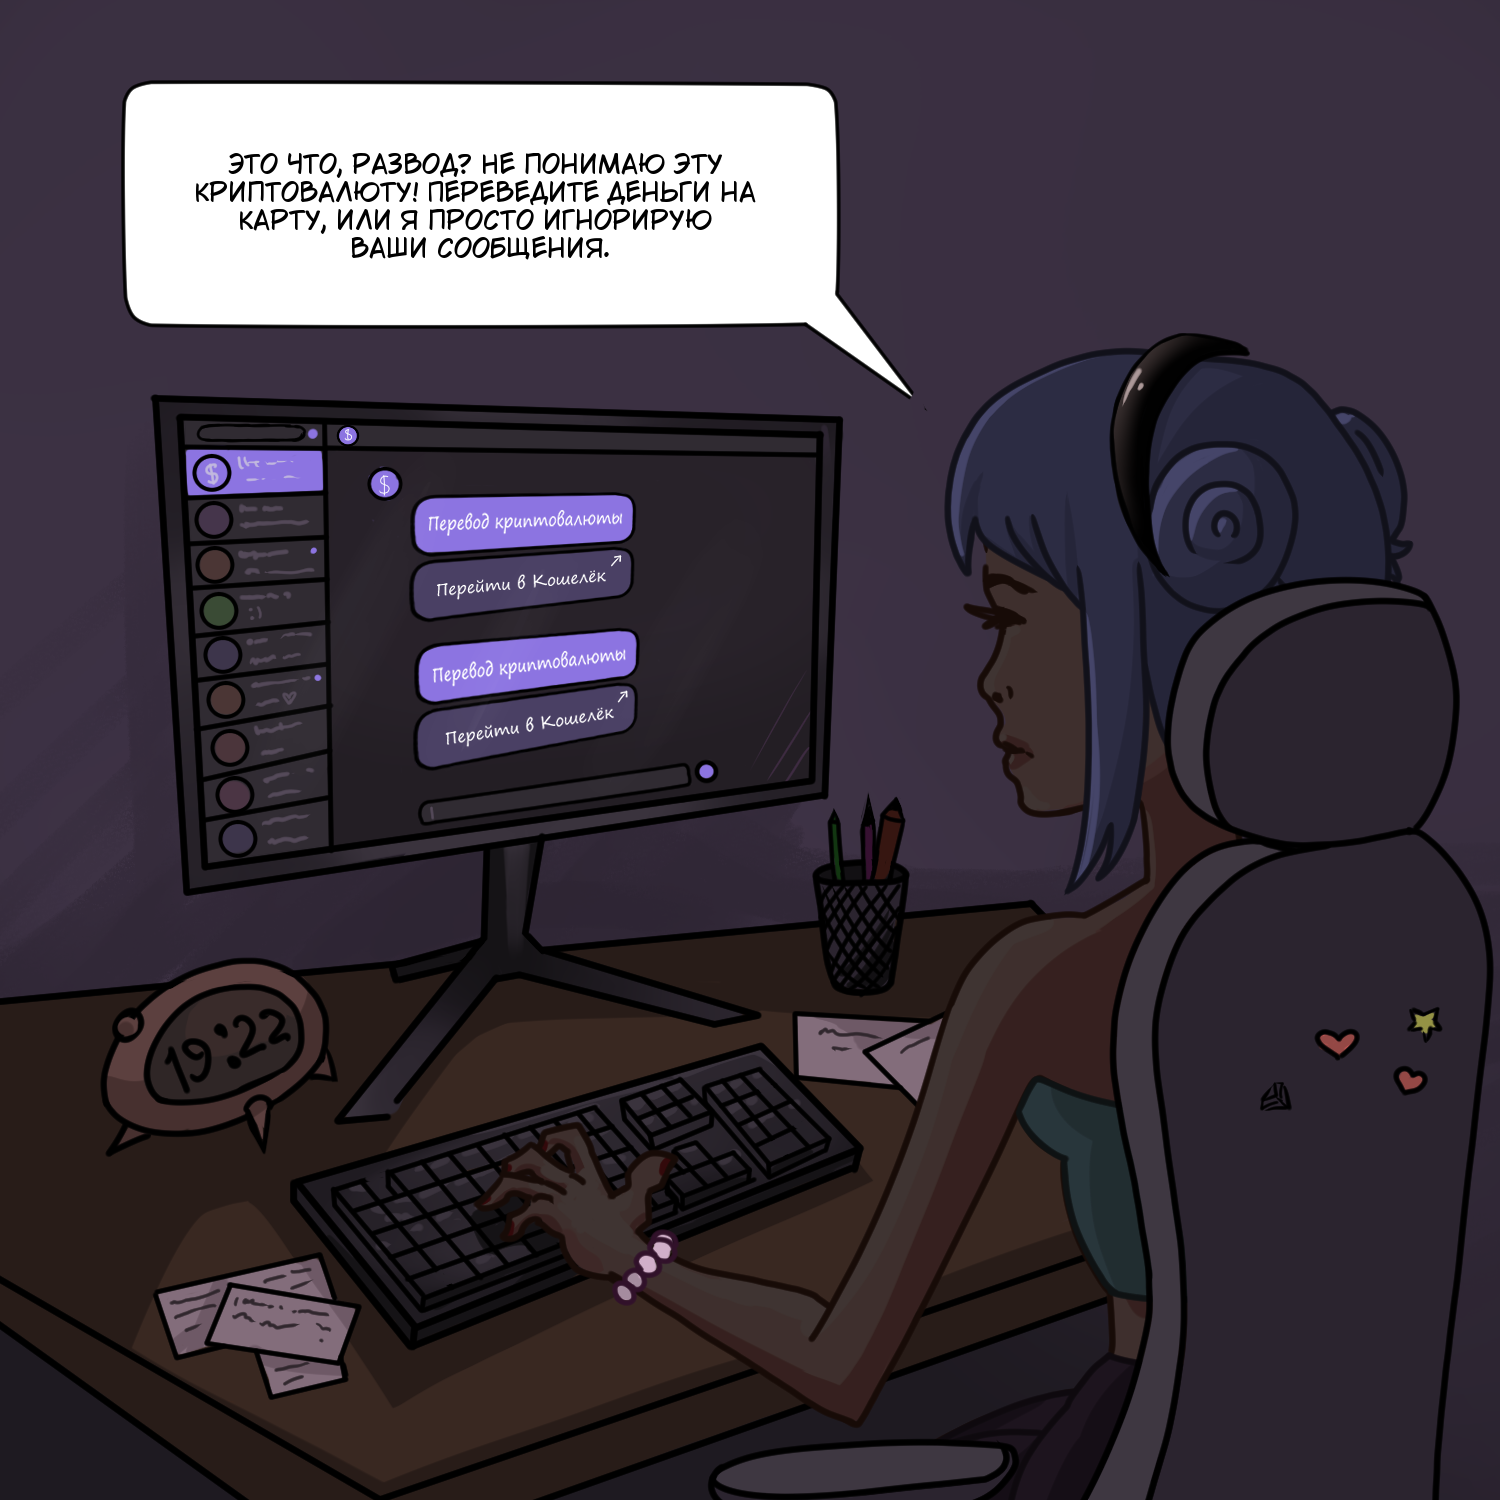 ЭТО ЧТО, РАЗВОД? НЕ ПОНИМАЮ ЭТУ
КРИПТОВАЛЮТУ! ПЕРЕВЕДИТЕ ДЕНЬГИ НА
КАРТУ, ИЛИ Я ПРОСТО ИГНОРИРУЮ
ВАШИ СООБЩЕНИЯ.
$
$
$
Перевод криптовалюты
Перейти в Кошелёк
:)
Перевод криптовалюты
Перейти в Кошелёк
19:22